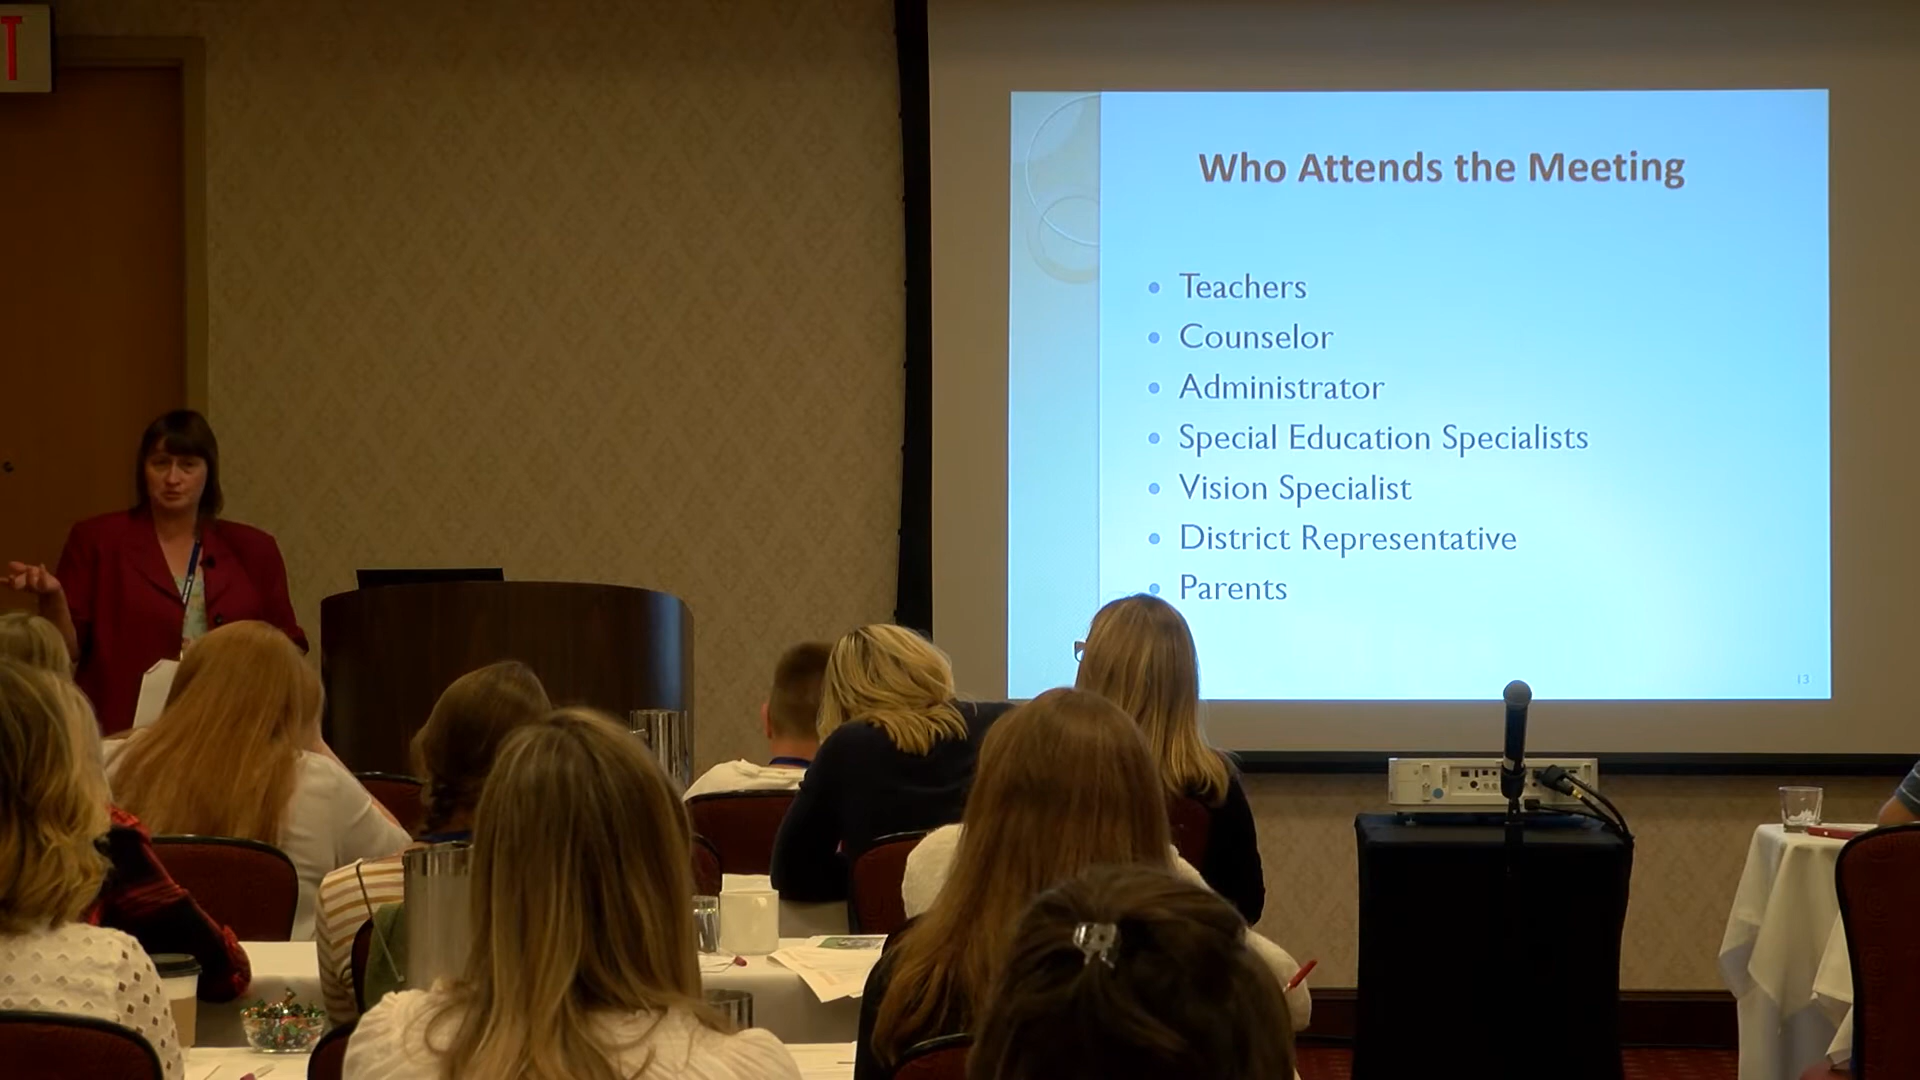 T
Who Attends the Meeting
Teachers
Counselor
Administrator
Special Education Specialists
Vision Specialist
District Representative
Parents
13